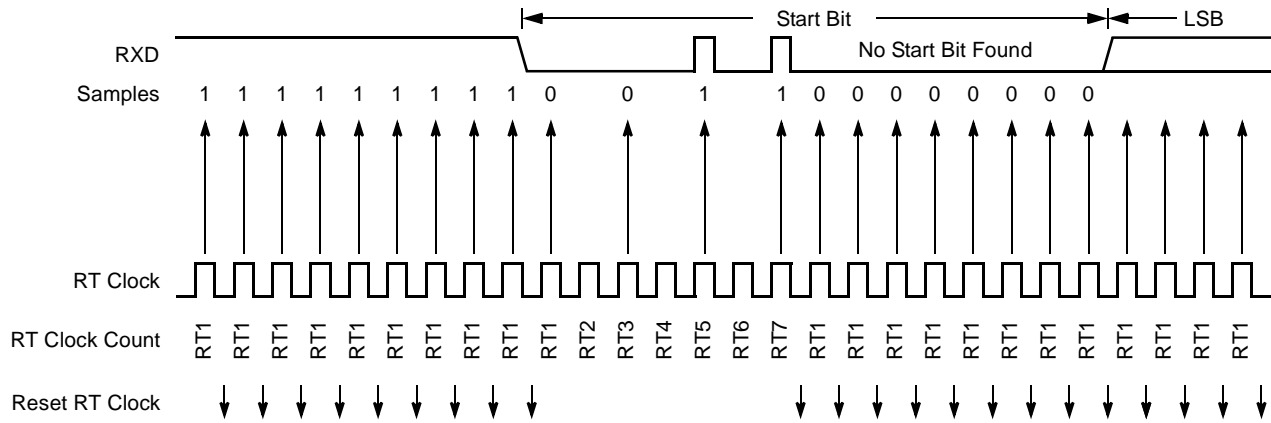 Start Bit LSB
RXD No Start Bit Found
Samples 1 1 1 1 1 1 1 1 1 0 0 1 1 0 0 0 0 0 0 0 0
RT Clock
RT Clock Count RT1 RT1 RT1 RT1 RT1 RT1 RT1 RT1 RT1 RT1 RT2 RT3 RT4 RT5 RT6 RT7 RT1 RT1 RT1 RT1 RT1 RT1 RT1 RT1 RT1 RT1 RT1 RT1
Reset RT Clock